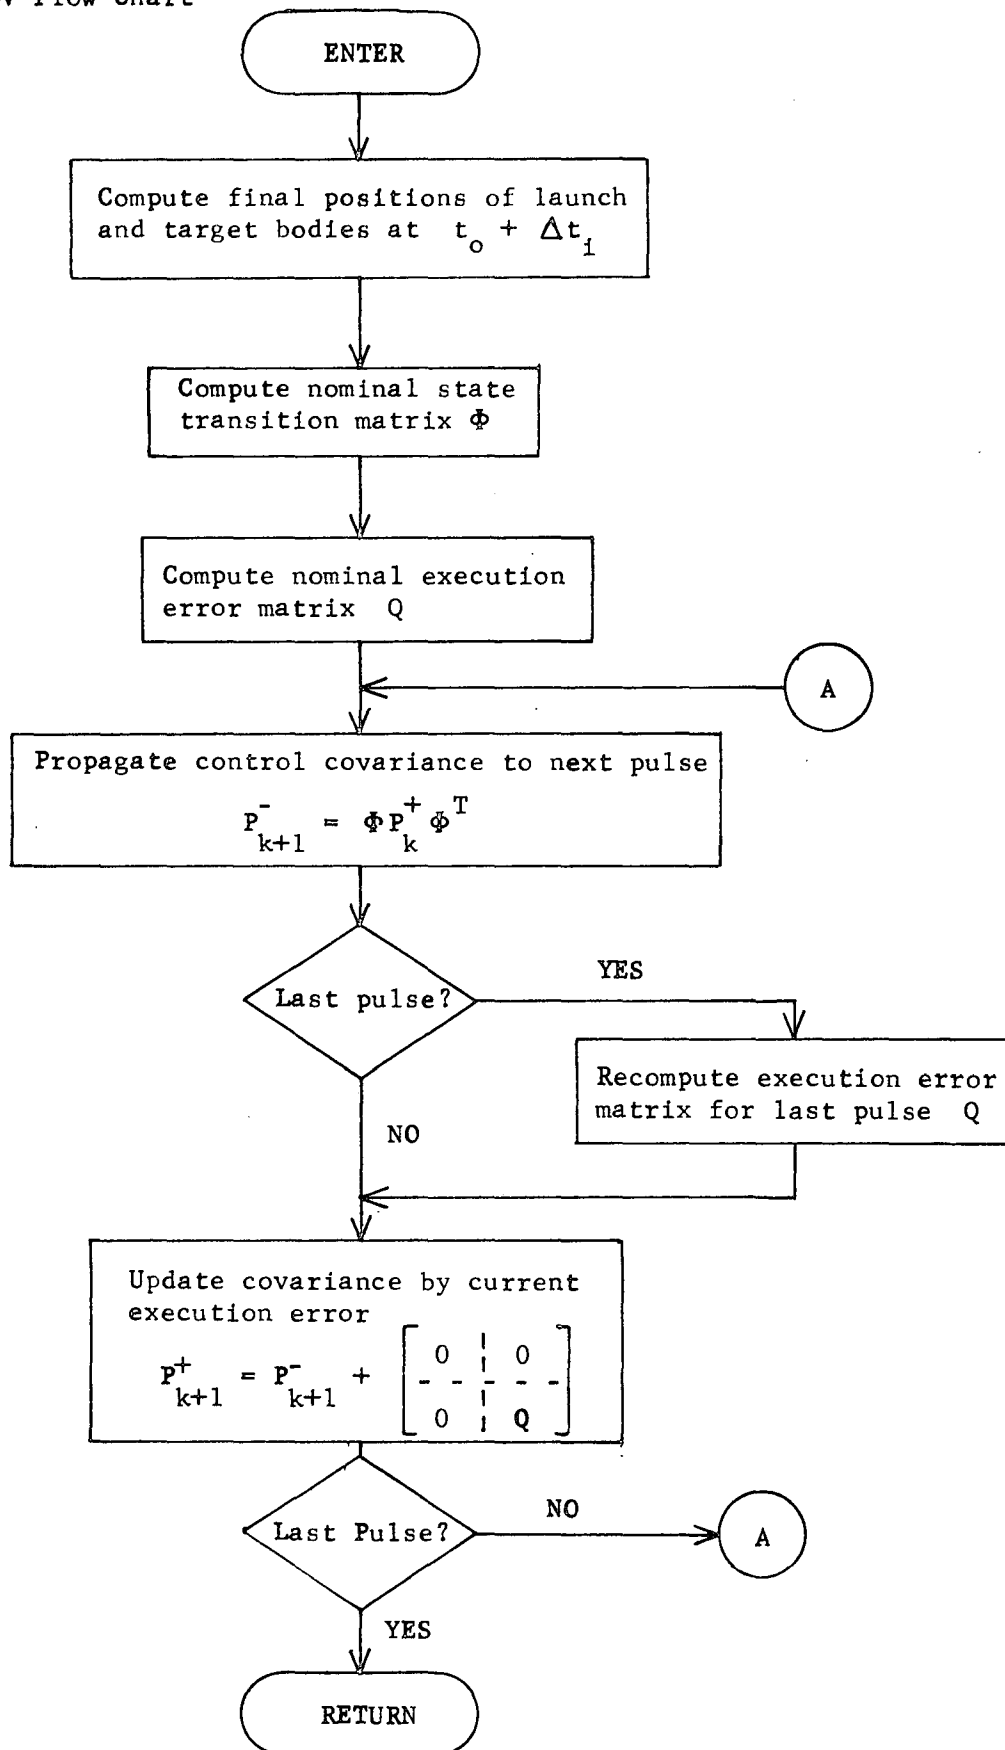 Flow Chart
ENTER
Compute final positions of launch
and target bodies at t_o + Δt_i
Compute nominal state
transition matrix Φ
Compute nominal execution
error matrix Q
A
Propagate control covariance to next pulse
P^-_{k+1} = Φ P^+_k Φ^T
Last pulse?
YES
Recompute execution error
matrix for last pulse Q
NO
Update covariance by current
execution error
P^+_{k+1} = P^-_{k+1} + [ 0 ¦ 0
- - - - -
0 ¦ Q ]
Last Pulse?
NO
A
YES
RETURN